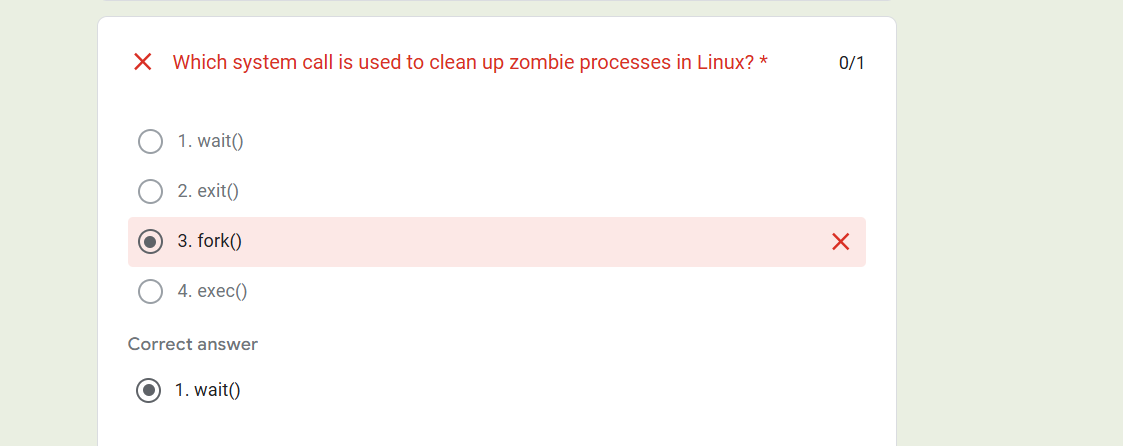 Which system call is used to clean up zombie processes in Linux? * 0/1
1. wait()
2. exit()
3. fork()
4. exec()
Correct answer
1. wait()